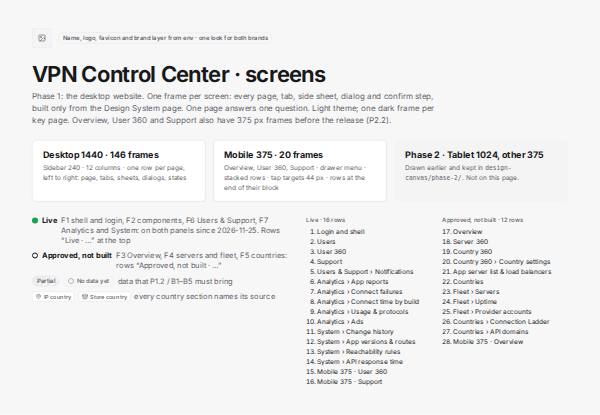 Name, logo, favicon and brand layer from env · one look for both brands
VPN Control Center · screens
Phase 1: the desktop website. One frame per screen: every page, tab, side sheet, dialog and confirm step,
built only from the Design System page. One page answers one question. Light theme; one dark frame per
key page. Overview, User 360 and Support also have 375 px frames before the release (P2.2).
Desktop 1440 · 146 frames
Sidebar 240 · 12 columns · one row per page,
left to right: page, tabs, sheets, dialogs, states
Mobile 375 · 20 frames
Overview, User 360, Support · drawer menu ·
stacked rows · tap targets 44 px · rows at the
end of their block
Phase 2 · Tablet 1024, other 375
Drawn earlier and kept in design-
canvas/phase-2/. Not on this page.
Live F1 shell and login, F2 components, F6 Users & Support, F7
Analytics and System: on both panels since 2026-11-25. Rows
“Live · …” at the top
Approved, not built F3 Overview, F4 servers and fleet, F5 countries:
rows “Approved, not built · …”
Partial No data yet data that P1.2 / B1–B5 must bring
IP country Store country every country section names its source
Live · 16 rows
1. Login and shell
2. Users
3. User 360
4. Support
5. Users & Support › Notifications
6. Analytics › App reports
7. Analytics › Connect failures
8. Analytics › Connect time by build
9. Analytics › Usage & protocols
10. Analytics › Ads
11. System › Change history
12. System › App versions & routes
13. System › Reachability rules
14. System › API response time
15. Mobile 375 · User 360
16. Mobile 375 · Support
Approved, not built · 12 rows
17. Overview
18. Server 360
19. Country 360
20. Country 360 › Country settings
21. App server list & load balancers
22. Countries
23. Fleet › Servers
24. Fleet › Uptime
25. Fleet › Provider accounts
26. Countries › Connection Ladder
27. Countries › API domains
28. Mobile 375 · Overview